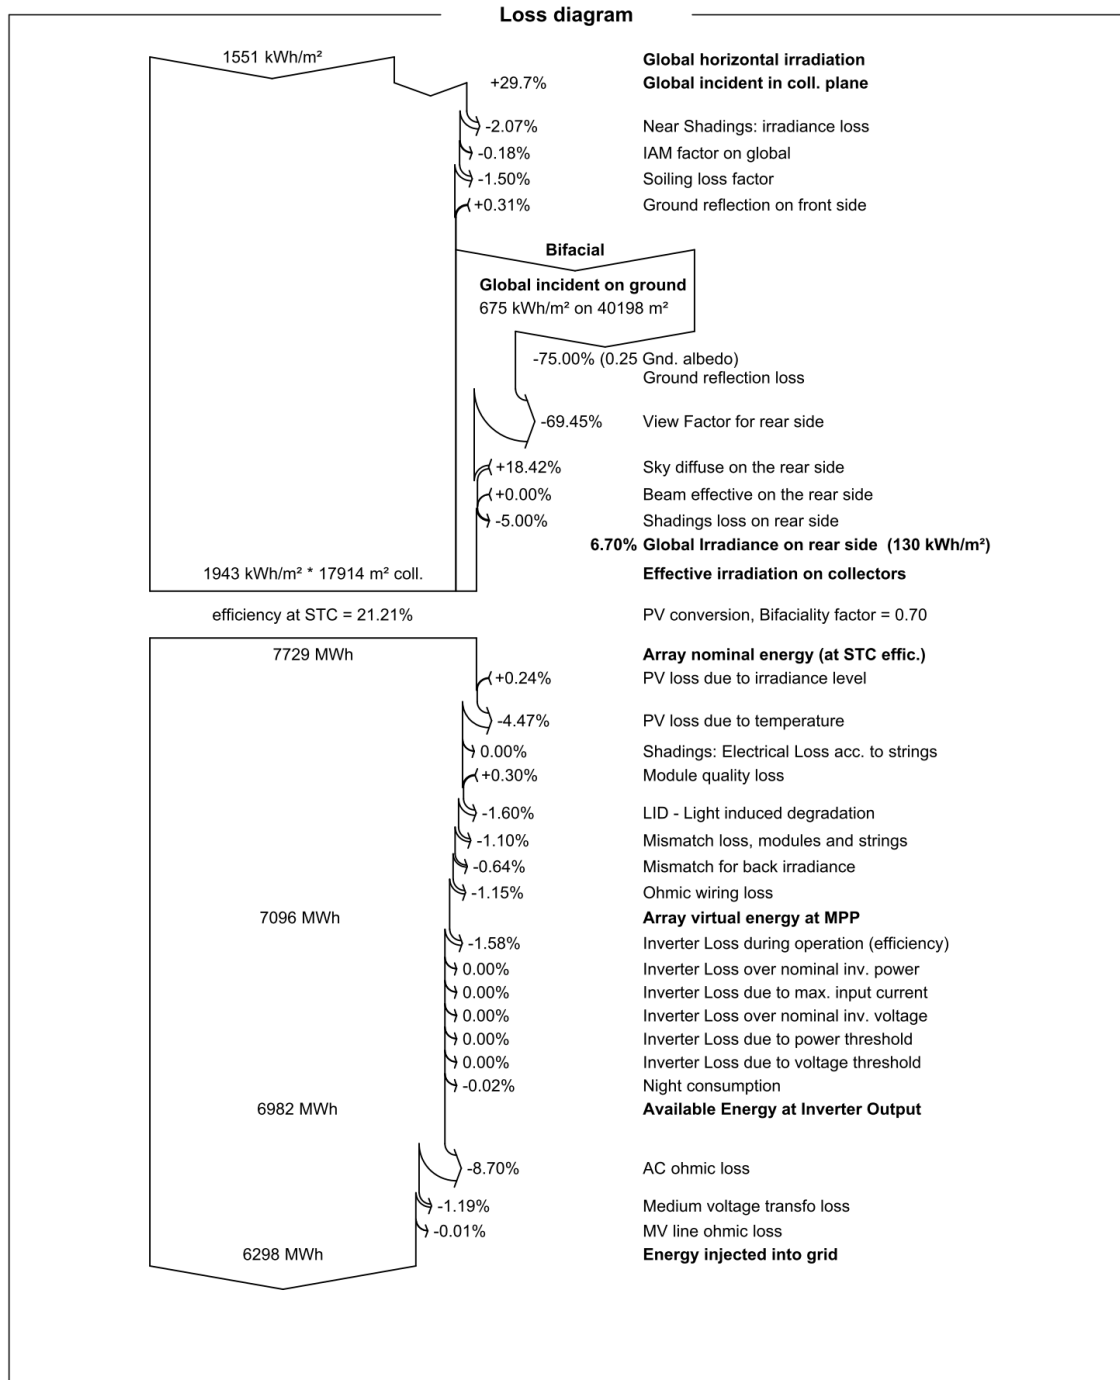 Loss diagram
1551 kWh/m² Global horizontal irradiation
+29.7% Global incident in coll. plane
-2.07% Near Shadings: irradiance loss
-0.18% IAM factor on global
-1.50% Soiling loss factor
+0.31% Ground reflection on front side
Bifacial
Global incident on ground
675 kWh/m² on 40198 m²
-75.00% (0.25 Gnd. albedo)
Ground reflection loss
-69.45% View Factor for rear side
+18.42% Sky diffuse on the rear side
+0.00% Beam effective on the rear side
-5.00% Shadings loss on rear side
6.70% Global Irradiance on rear side (130 kWh/m²)
1943 kWh/m² * 17914 m² coll. Effective irradiation on collectors
efficiency at STC = 21.21% PV conversion, Bifaciality factor = 0.70
7729 MWh Array nominal energy (at STC effic.)
+0.24% PV loss due to irradiance level
-4.47% PV loss due to temperature
0.00% Shadings: Electrical Loss acc. to strings
+0.30% Module quality loss
-1.60% LID - Light induced degradation
-1.10% Mismatch loss, modules and strings
-0.64% Mismatch for back irradiance
-1.15% Ohmic wiring loss
7096 MWh Array virtual energy at MPP
-1.58% Inverter Loss during operation (efficiency)
0.00% Inverter Loss over nominal inv. power
0.00% Inverter Loss due to max. input current
0.00% Inverter Loss over nominal inv. voltage
0.00% Inverter Loss due to power threshold
0.00% Inverter Loss due to voltage threshold
-0.02% Night consumption
6982 MWh Available Energy at Inverter Output
-8.70% AC ohmic loss
-1.19% Medium voltage transfo loss
-0.01% MV line ohmic loss
6298 MWh Energy injected into grid